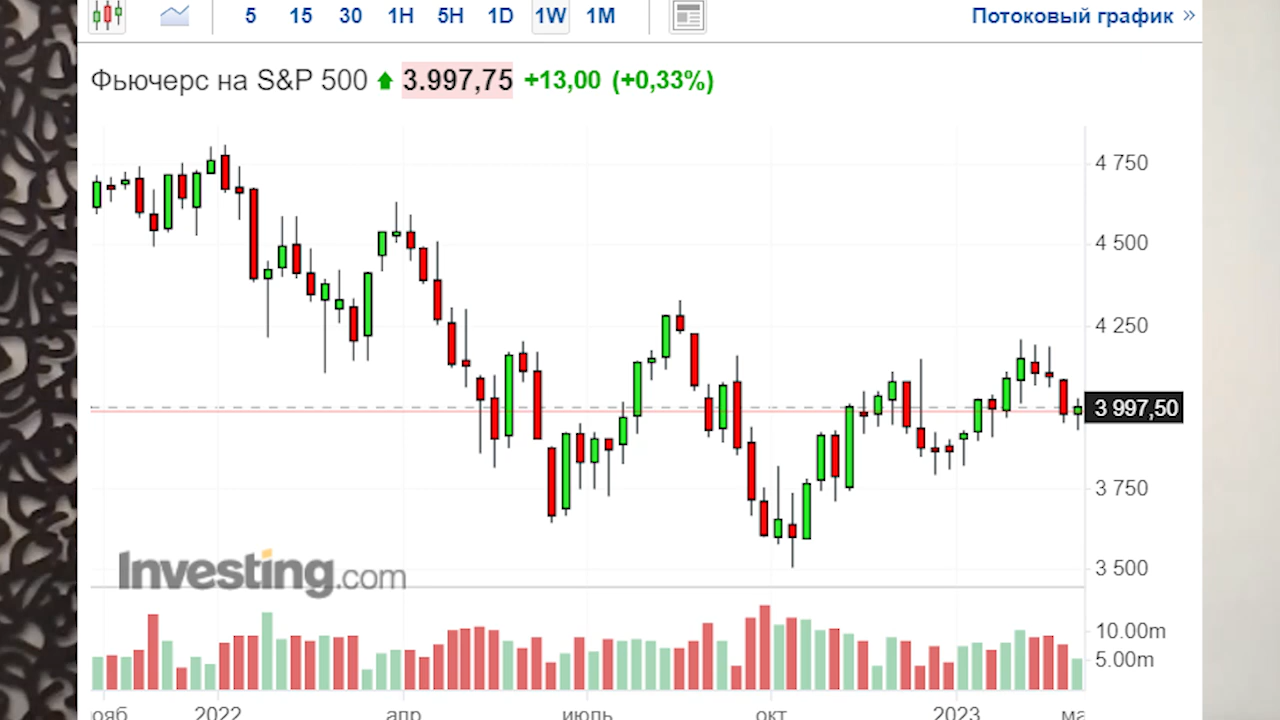 5 15 30 1H 5H 1D 1W 1M Потоковый график »
Фьючерс на S&P 500 3.997,75 +13,00 (+0,33%)
4 750
4 500
4 250
3 997,50
3 750
3 500
Investing.com
10.00m
5.00m
нояб 2022 апр июль окт 2023 ма